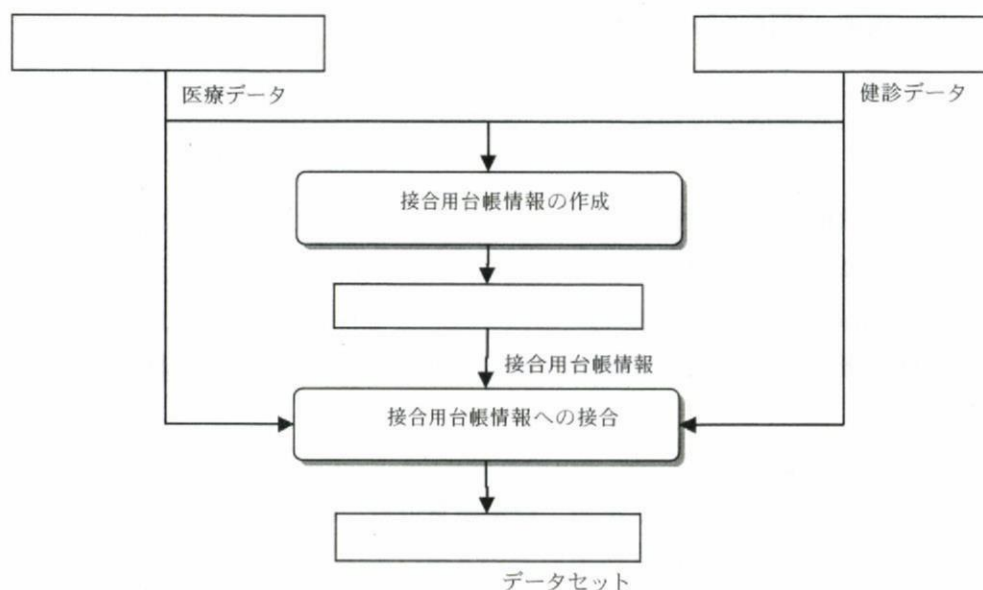 医療データ
健診データ
接合用台帳情報の作成
接合用台帳情報
接合用台帳情報への接合
データセット